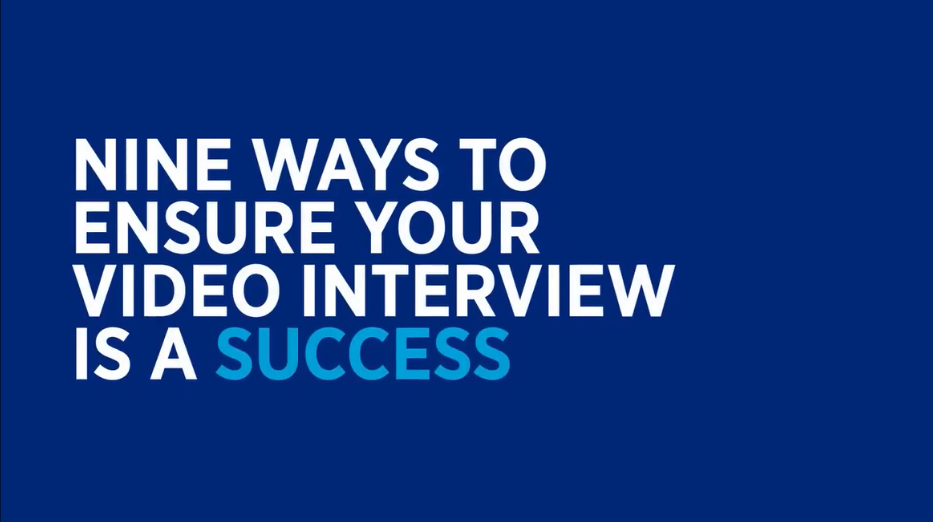 NINE WAYS TO
ENSURE YOUR
VIDEO INTERVIEW
IS A SUCCESS